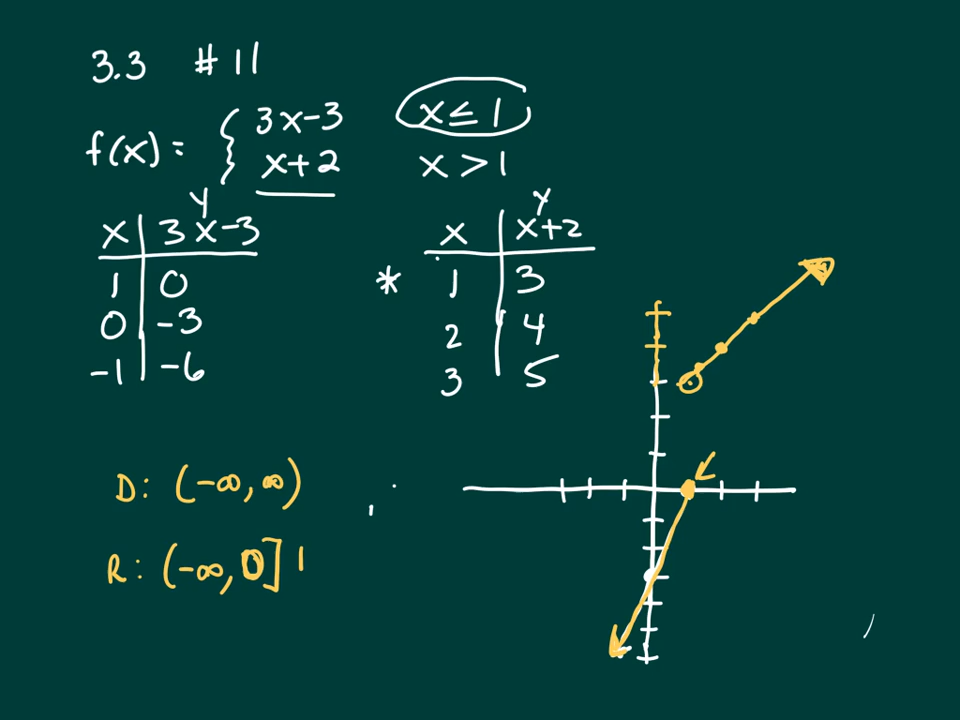 3.3 # 11
f(x) = { 3x-3 x ≤ 1
x+2 x > 1
y y
x 3x-3 x x+2
1 0 * 1 3
0 -3 2 4
-1 -6 3 5
D: (-∞, ∞)
R: (-∞, 0]